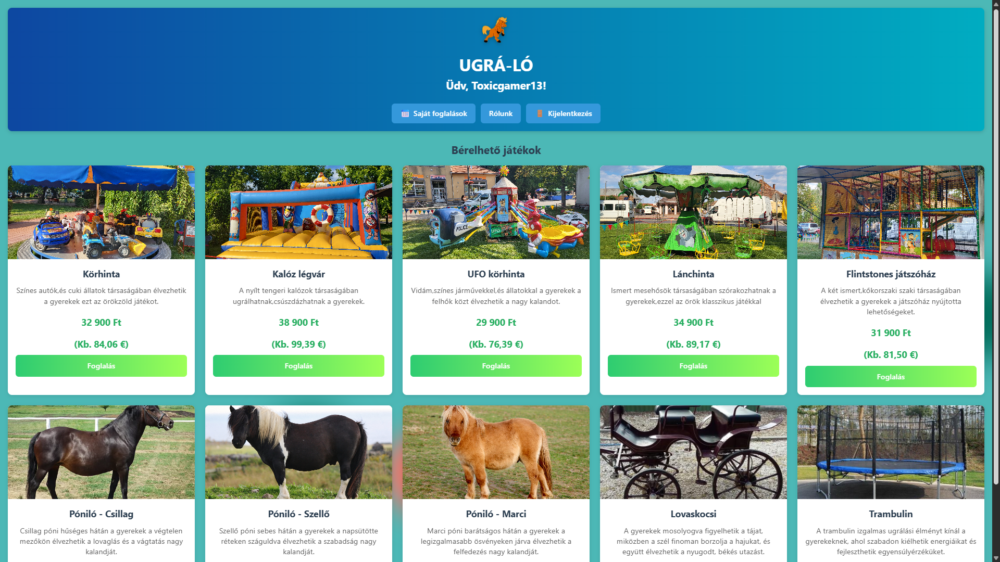 UGRÁ-LÓ
Üdv, Toxicgamer13!
Saját foglalások
Rólunk
Kijelentkezés
Bérelhető játékok
POLICE
UFO
Körhinta
Színes autók,és cuki állatok társaságában élvezhetik
a gyerekek ezt az örökzöld játékot.
32 900 Ft
(Kb. 84,06 €)
Foglalás
Kalóz légvár
A nyílt tengeri kalózok társaságában
ugrálhatnak,csúszdázhatnak a gyerekek.
38 900 Ft
(Kb. 99,39 €)
Foglalás
UFO körhinta
Vidám,színes járművekkel,és állatokkal a gyerekek a
felhők közt élvezhetik a nagy kalandot.
29 900 Ft
(Kb. 76,39 €)
Foglalás
Lánchinta
Ismert mesehősök társaságában szórakozhatnak a
gyerekek,ezzel az örök klasszikus játékkal
34 900 Ft
(Kb. 89,17 €)
Foglalás
Flintstones játszóház
A két ismert,kőkorszaki szaki társaságában
élvezhetik a gyerekek a játszóház nyújtotta
lehetőségeket.
31 900 Ft
(Kb. 81,50 €)
Foglalás
Póniló - Csillag
Csillag póni hűséges hátán a gyerekek a végtelen
mezőkön élvezhetik a lovaglás és a vágtatás nagy
kalandját.
Póniló - Szellő
Szellő póni sebes hátán a gyerekek a napsütötte
réteken száguldva élvezhetik a szabadság nagy
kalandját.
Póniló - Marci
Marci póni barátságos hátán a gyerekek a
legizgalmasabb ösvényeken járva élvezhetik a
felfedezés nagy kalandját.
Lovaskocsi
A gyerekek mosolyogva figyelhetik a tájat,
miközben a szél finoman borzolja a hajukat, és
együtt élvezhetik a nyugodt, békés utazást.
Trambulin
A trambulin izgalmas ugrálási élményt kínál a
gyerekeknek, ahol szabadon kiélhetik energiáikat és
fejleszthetik egyensúlyérzéküket.